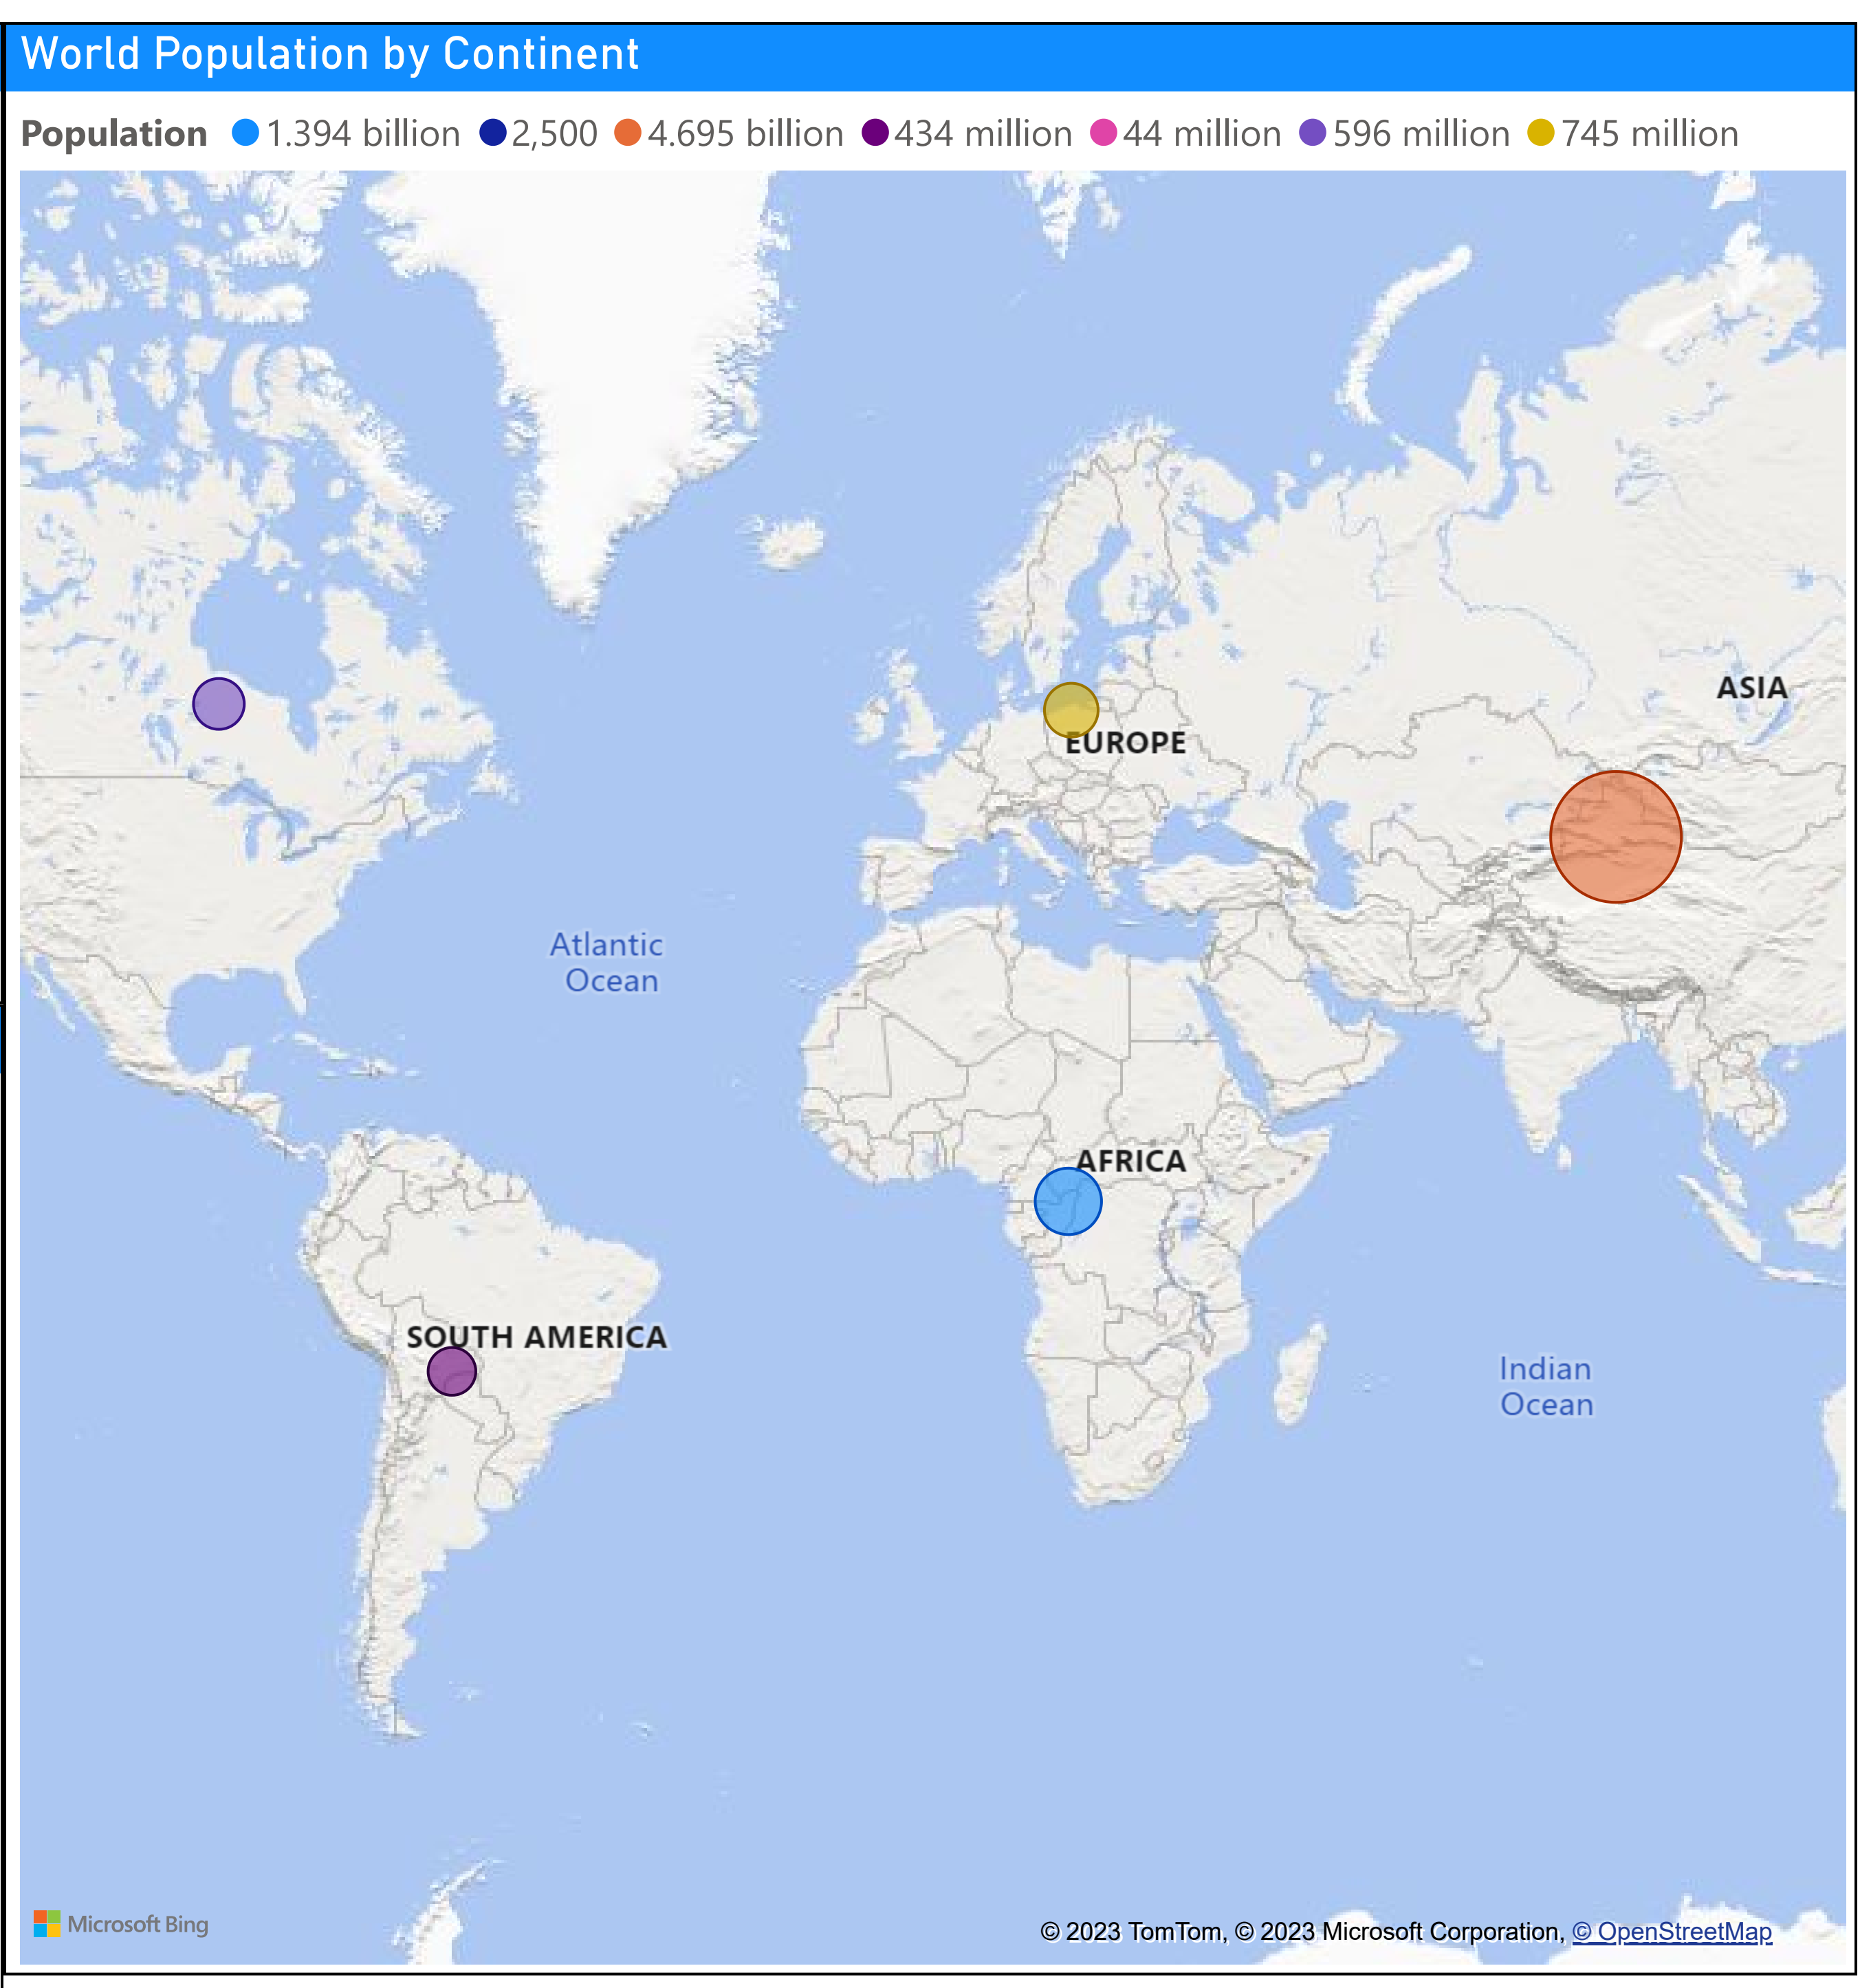 World Population by Continent
Population 1.394 billion 2,500 4.695 billion 434 million 44 million 596 million 745 million
ASIA
EUROPE
Atlantic
Ocean
AFRICA
SOUTH AMERICA
Indian
Ocean
Microsoft Bing
© 2023 TomTom, © 2023 Microsoft Corporation, © OpenStreetMap